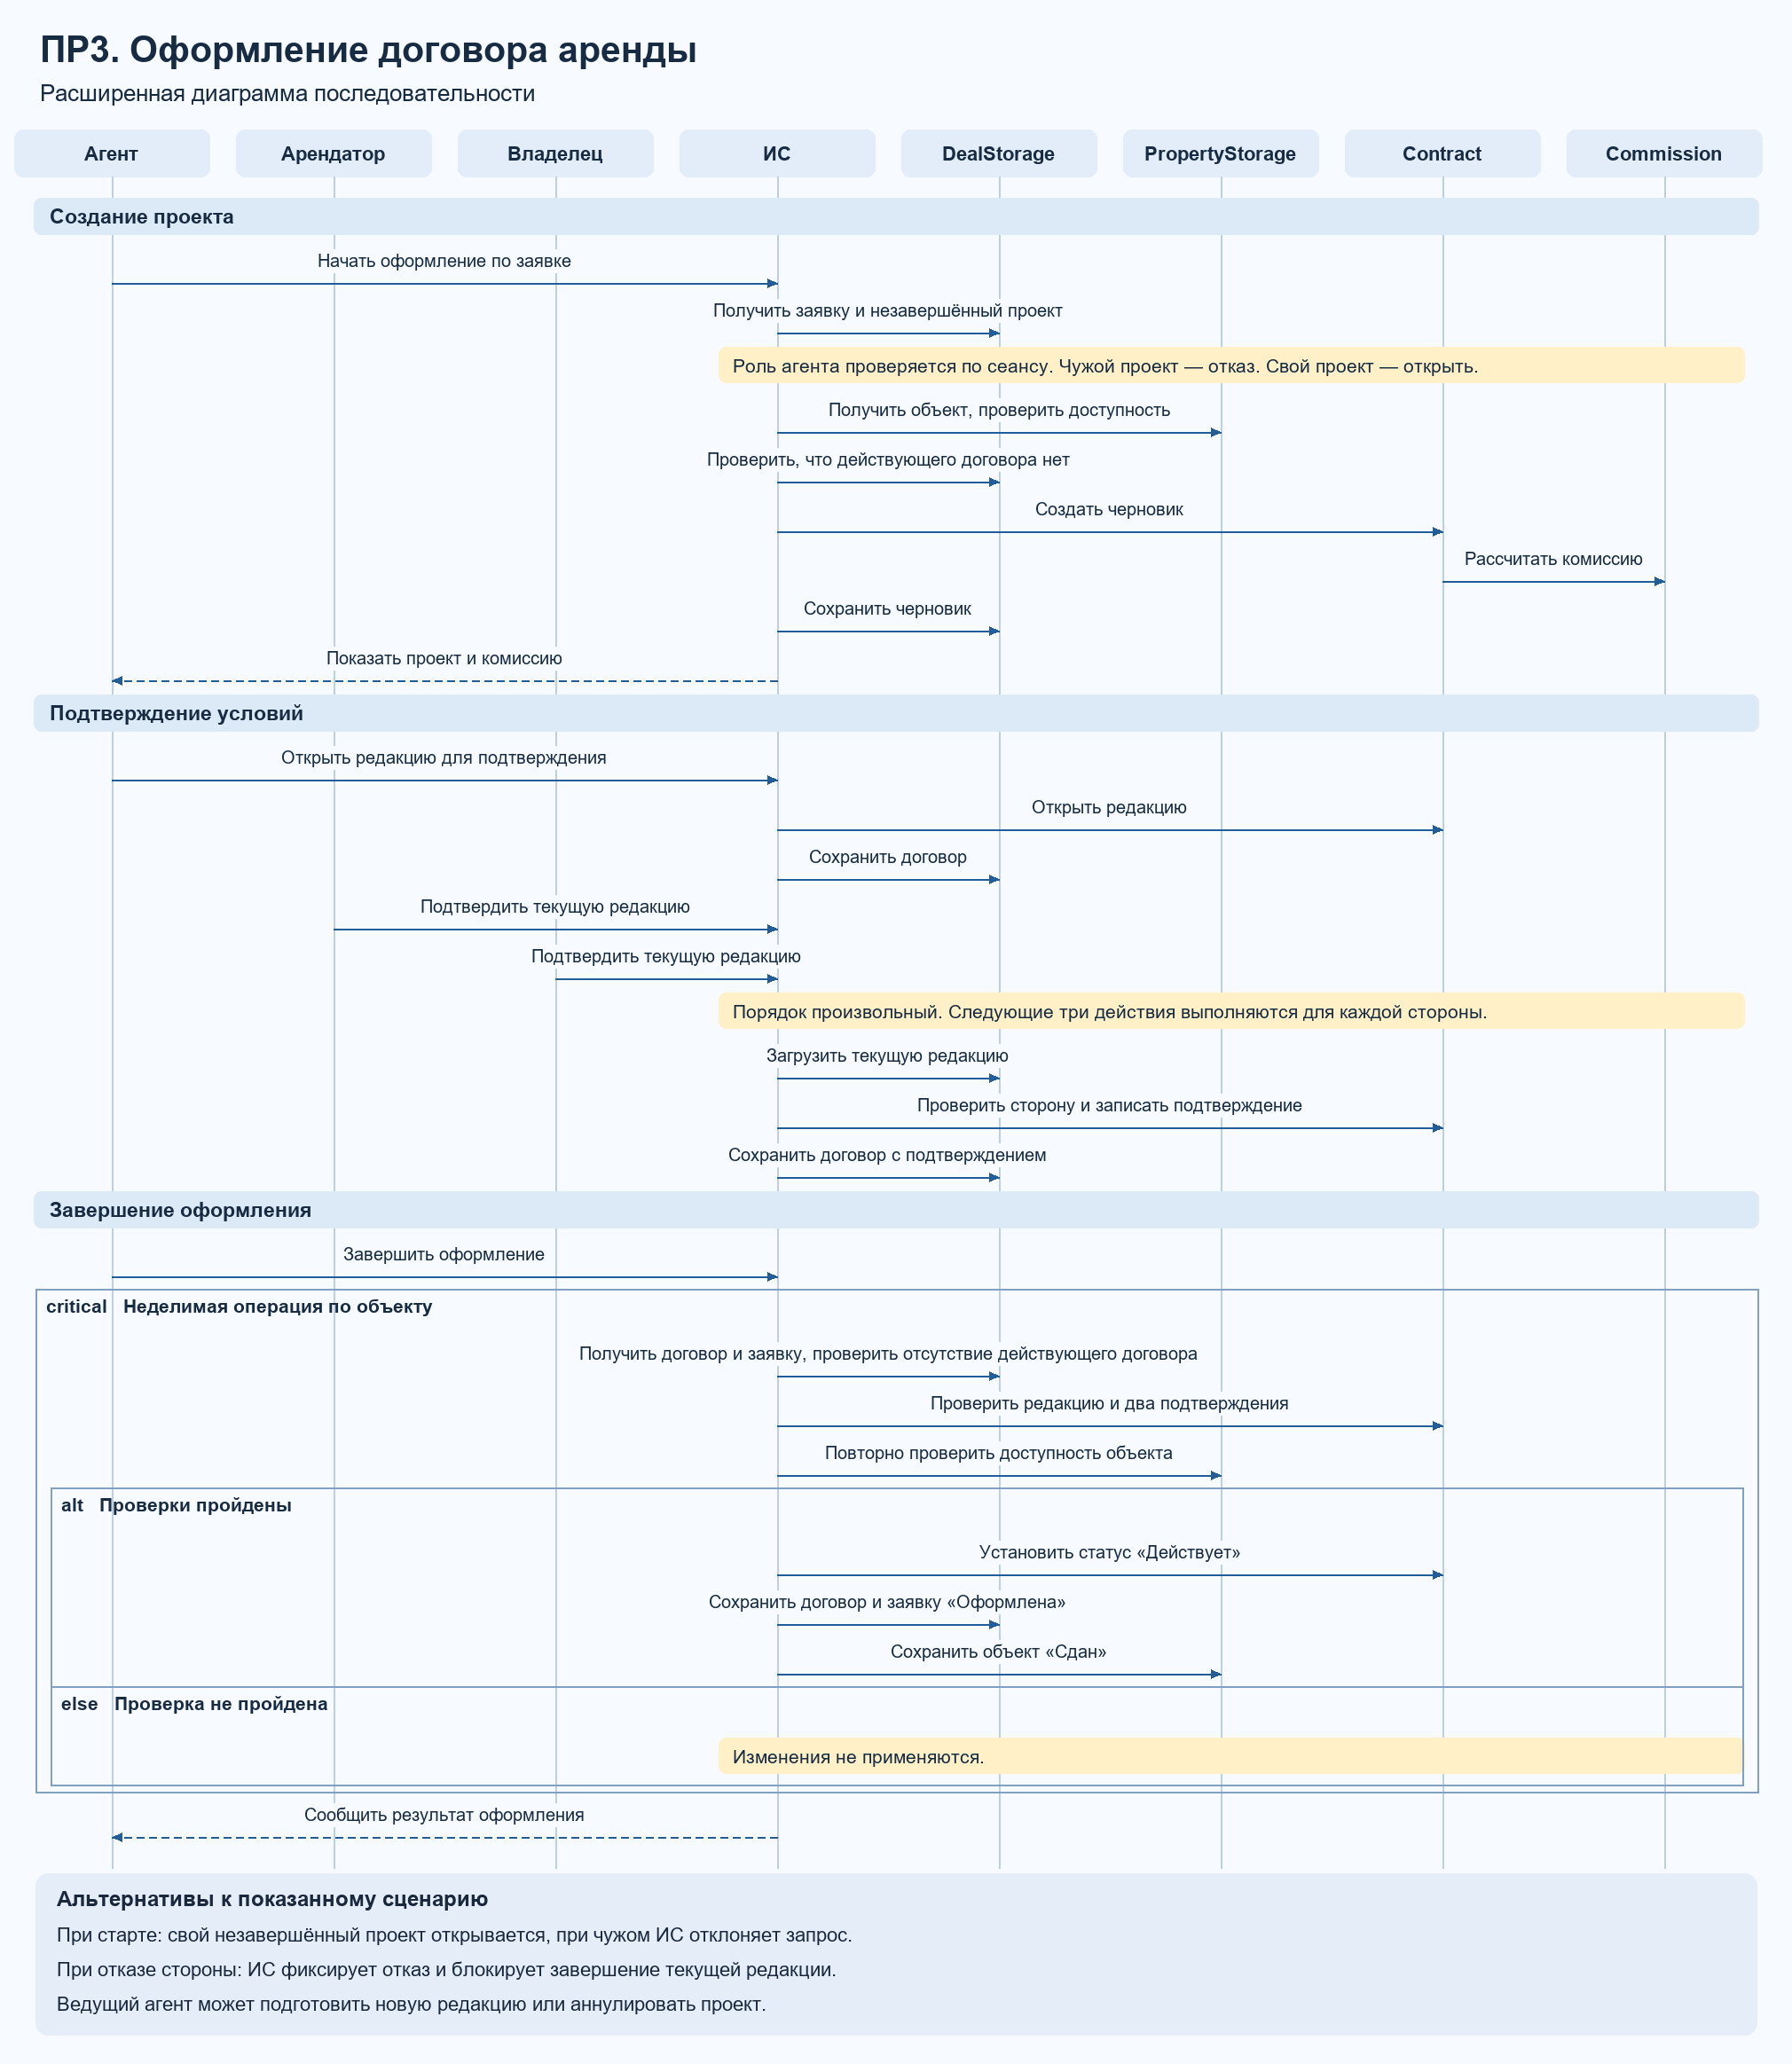 ПР3. Оформление договора аренды
Расширенная диаграмма последовательности
Агент
Арендатор
Владелец
ИС
DealStorage
PropertyStorage
Contract
Commission
Создание проекта
Начать оформление по заявке
Получить заявку и незавершённый проект
Роль агента проверяется по сеансу. Чужой проект — отказ. Свой проект — открыть.
Получить объект, проверить доступность
Проверить, что действующего договора нет
Создать черновик
Рассчитать комиссию
Сохранить черновик
Показать проект и комиссию
Подтверждение условий
Открыть редакцию для подтверждения
Открыть редакцию
Сохранить договор
Подтвердить текущую редакцию
Подтвердить текущую редакцию
Порядок произвольный. Следующие три действия выполняются для каждой стороны.
Загрузить текущую редакцию
Проверить сторону и записать подтверждение
Сохранить договор с подтверждением
Завершение оформления
Завершить оформление
critical Неделимая операция по объекту
Получить договор и заявку, проверить отсутствие действующего договора
Проверить редакцию и два подтверждения
Повторно проверить доступность объекта
alt Проверки пройдены
Установить статус «Действует»
Сохранить договор и заявку «Оформлена»
Сохранить объект «Сдан»
else Проверка не пройдена
Изменения не применяются.
Сообщить результат оформления
Альтернативы к показанному сценарию
При старте: свой незавершённый проект открывается, при чужом ИС отклоняет запрос.
При отказе стороны: ИС фиксирует отказ и блокирует завершение текущей редакции.
Ведущий агент может подготовить новую редакцию или аннулировать проект.